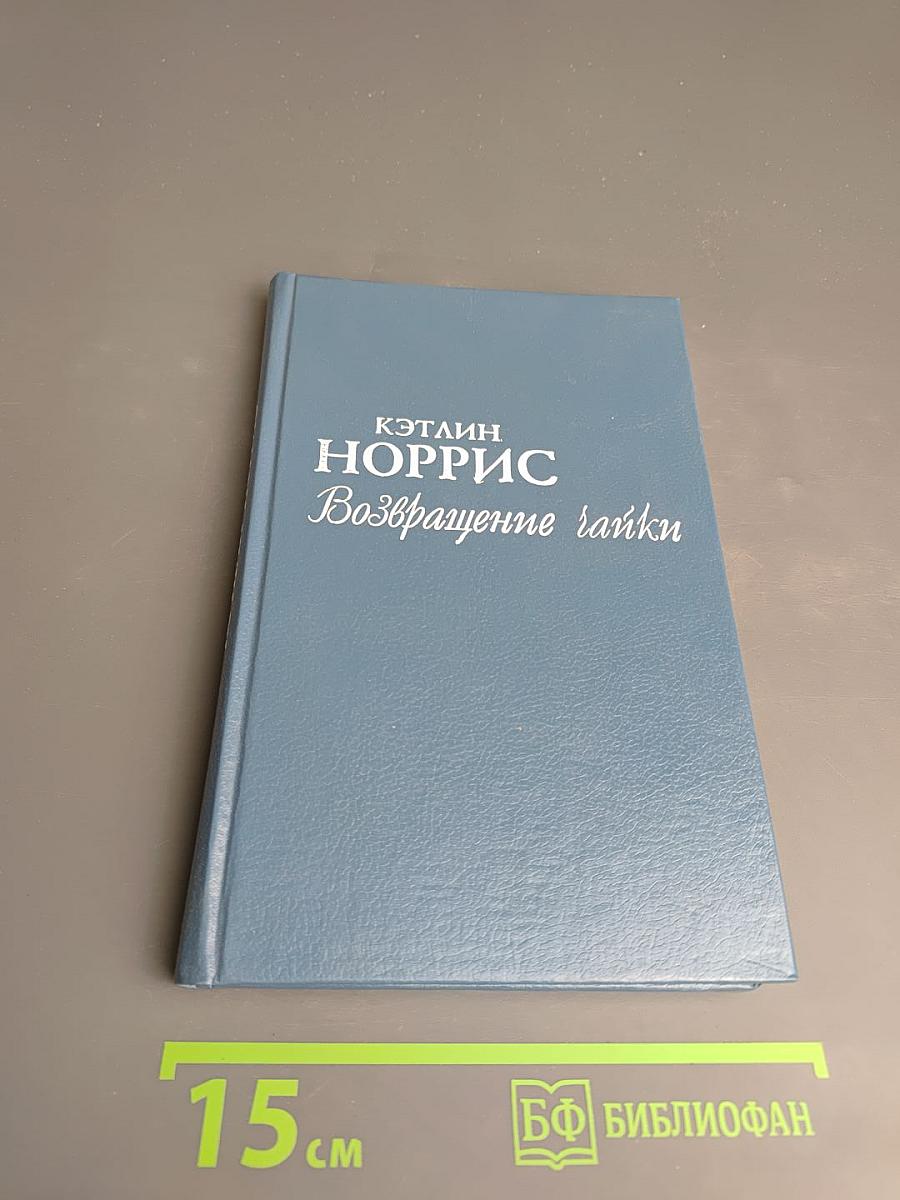 КЭТЛИН
НОРРИС
Возвращение чайки
15 см
БФ БИБЛИОФАН